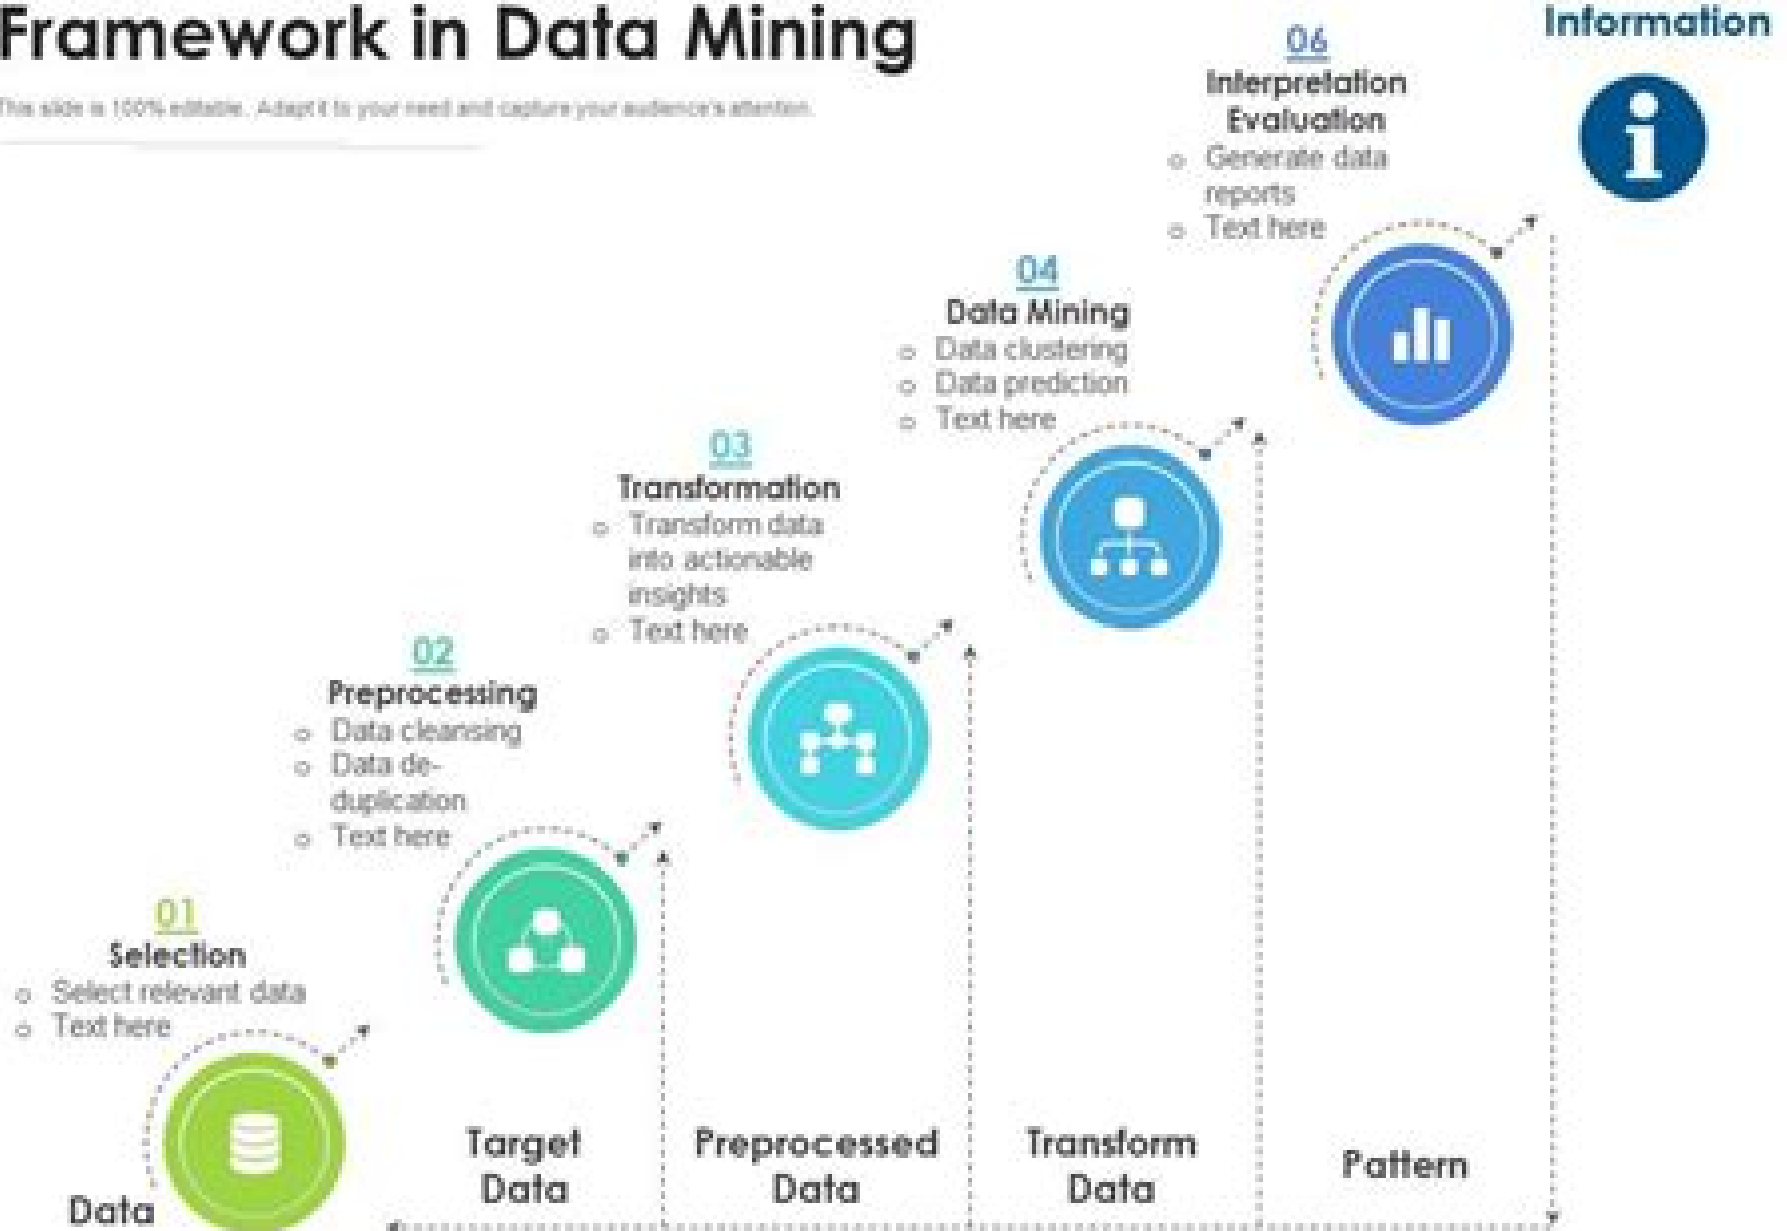 Framework in Data Mining
This slide is 100% editable. Adapt it to your need and capture your audience's attention.
Information
06
Interpretation
Evaluation
Generate data
reports
Text here
04
Data Mining
Data clustering
Data prediction
Text here
03
Transformation
Transform data
into actionable
insights
Text here
02
Preprocessing
Data cleansing
Data de-
duplication
Text here
01
Selection
Select relevant data
Text here
Data
Target
Data
Preprocessed
Data
Transform
Data
Pattern